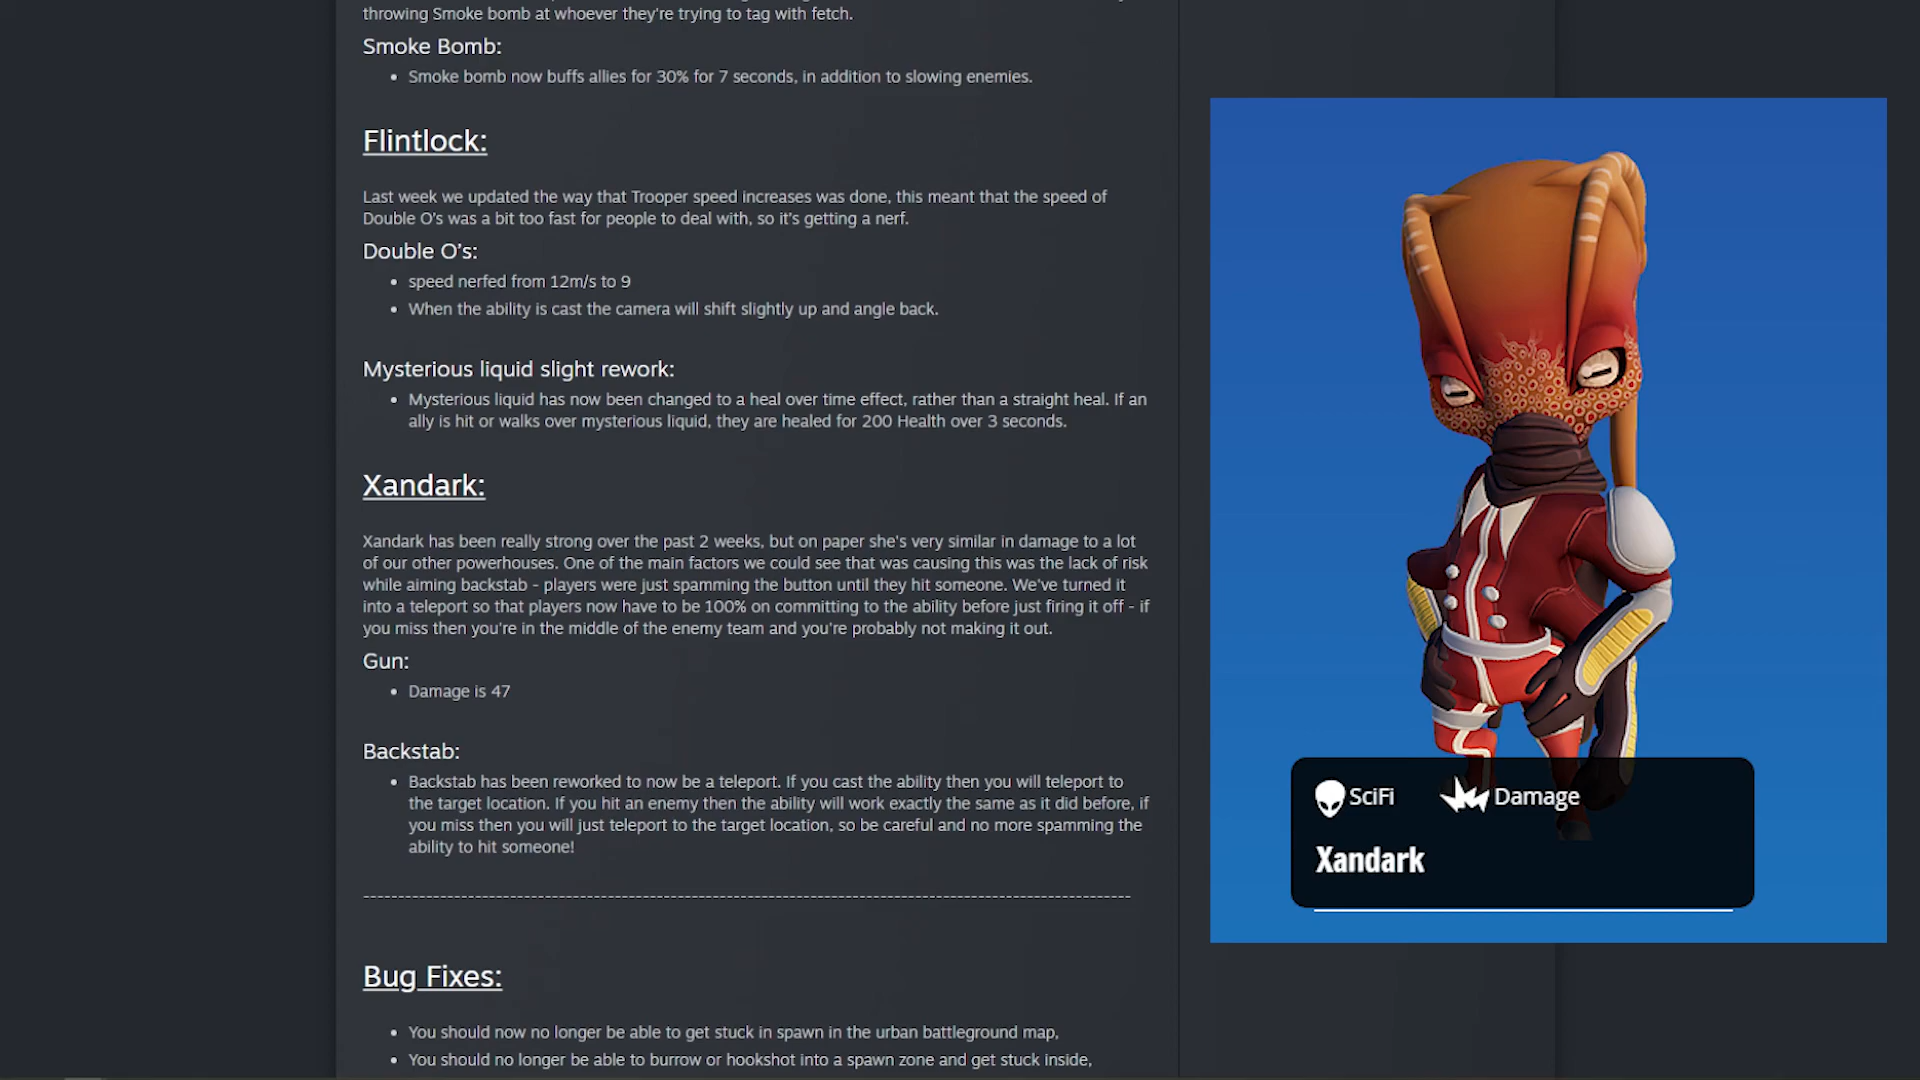 throwing Smoke bomb at whoever they're trying to tag with fetch.
Smoke Bomb:
• Smoke bomb now buffs allies for 30% for 7 seconds, in addition to slowing enemies.
Flintlock:
Last week we updated the way that Trooper speed increases was done, this meant that the speed of
Double O's was a bit too fast for people to deal with, so it's getting a nerf.
Double O's:
• speed nerfed from 12m/s to 9
• When the ability is cast the camera will shift slightly up and angle back.
Mysterious liquid slight rework:
• Mysterious liquid has now been changed to a heal over time effect, rather than a straight heal. If an
ally is hit or walks over mysterious liquid, they are healed for 200 Health over 3 seconds.
Xandark:
Xandark has been really strong over the past 2 weeks, but on paper she's very similar in damage to a lot
of our other powerhouses. One of the main factors we could see that was causing this was the lack of risk
while aiming backstab - players were just spamming the button until they hit someone. We've turned it
into a teleport so that players now have to be 100% on committing to the ability before just firing it off - if
you miss then you're in the middle of the enemy team and you're probably not making it out.
Gun:
• Damage is 47
Backstab:
• Backstab has been reworked to now be a teleport. If you cast the ability then you will teleport to
the target location. If you hit an enemy then the ability will work exactly the same as it did before, if
you miss then you will just teleport to the target location, so be careful and no more spamming the
ability to hit someone!
Bug Fixes:
• You should now no longer be able to get stuck in spawn in the urban battleground map,
• You should no longer be able to burrow or hookshot into a spawn zone and get stuck inside,
SciFi Damage
Xandark